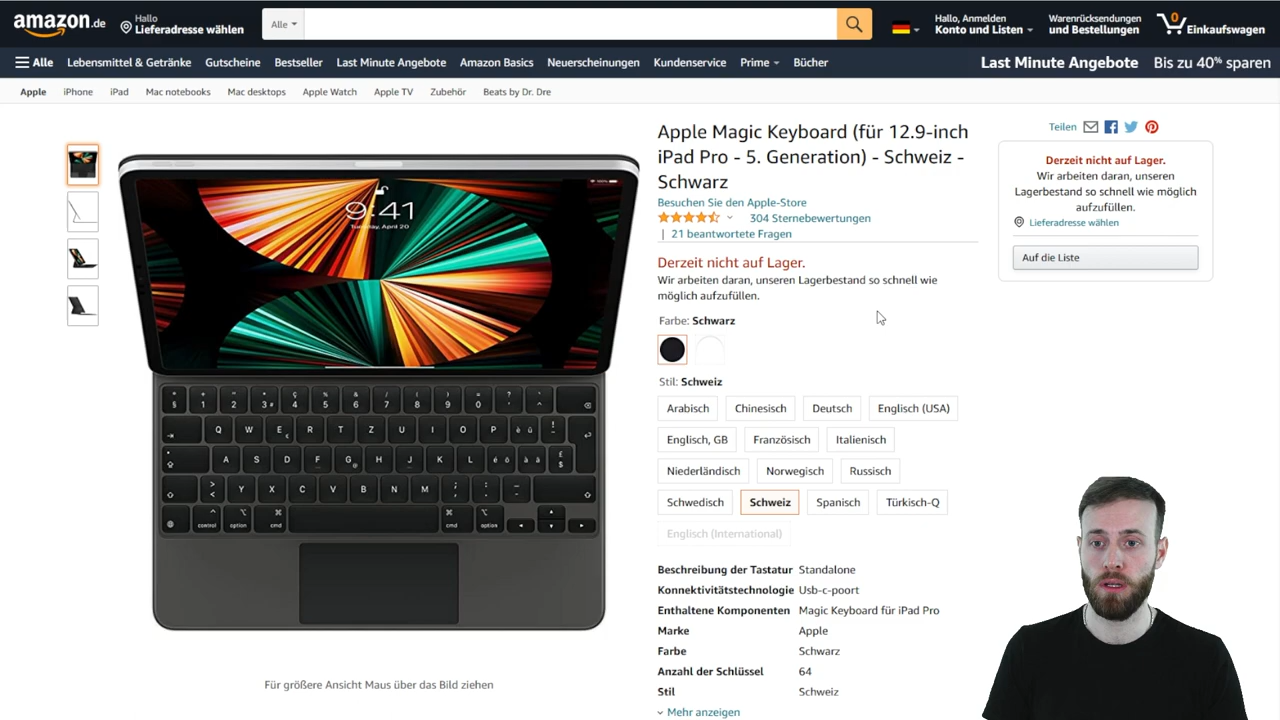 amazon.de
Hallo
Lieferadresse wählen
Alle
Hallo, Anmelden
Konto und Listen
Warenrücksendungen
und Bestellungen
0
Einkaufswagen
Alle
Lebensmittel & Getränke
Gutscheine
Bestseller
Last Minute Angebote
Amazon Basics
Neuerscheinungen
Kundenservice
Prime
Bücher
Last Minute Angebote Bis zu 40% sparen
Apple
iPhone
iPad
Mac notebooks
Mac desktops
Apple Watch
Apple TV
Zubehör
Beats by Dr. Dre
9:41
Tuesday, April 20
Q W E R T Z U I O P è ü
A S D F G H J K L é ö à ä
Y X C V B N M
control option cmd cmd option
Für größere Ansicht Maus über das Bild ziehen
Apple Magic Keyboard (für 12.9-inch
iPad Pro - 5. Generation) - Schweiz -
Schwarz
Besuchen Sie den Apple-Store
304 Sternebewertungen
| 21 beantwortete Fragen
Derzeit nicht auf Lager.
Wir arbeiten daran, unseren Lagerbestand so schnell wie
möglich aufzufüllen.
Farbe: Schwarz
Stil: Schweiz
Arabisch
Chinesisch
Deutsch
Englisch (USA)
Englisch, GB
Französisch
Italienisch
Niederländisch
Norwegisch
Russisch
Schwedisch
Schweiz
Spanisch
Türkisch-Q
Englisch (International)
Beschreibung der Tastatur Standalone
Konnektivitätstechnologie Usb-c-poort
Enthaltene Komponenten Magic Keyboard für iPad Pro
Marke Apple
Farbe Schwarz
Anzahl der Schlüssel 64
Stil Schweiz
Mehr anzeigen
Teilen
Derzeit nicht auf Lager.
Wir arbeiten daran, unseren
Lagerbestand so schnell wie möglich
aufzufüllen.
Lieferadresse wählen
Auf die Liste